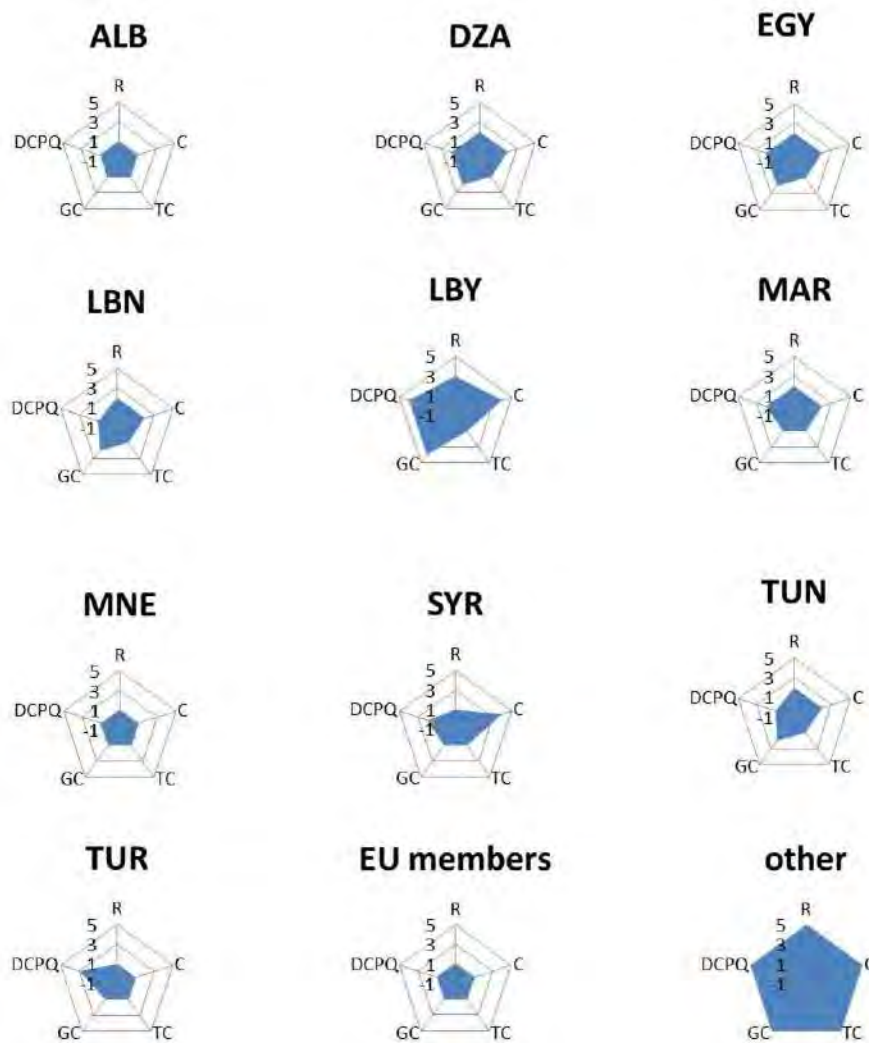 ALB
R
5
3
1
-1
DCPQ
C
GC
TC
DZA
R
5
3
1
-1
DCPQ
C
GC
TC
EGY
R
5
3
1
-1
DCPQ
C
GC
TC
LBN
R
5
3
1
-1
DCPQ
C
GC
TC
LBY
R
5
3
1
-1
DCPQ
C
GC
TC
MAR
R
5
3
1
-1
DCPQ
C
GC
TC
MNE
R
5
3
1
-1
DCPQ
C
GC
TC
SYR
R
5
3
1
-1
DCPQ
C
GC
TC
TUN
R
5
3
1
-1
DCPQ
C
GC
TC
TUR
R
5
3
1
-1
DCPQ
C
GC
TC
EU members
R
5
3
1
-1
DCPQ
C
GC
TC
other
R
5
3
1
-1
DCPQ
C
GC
TC